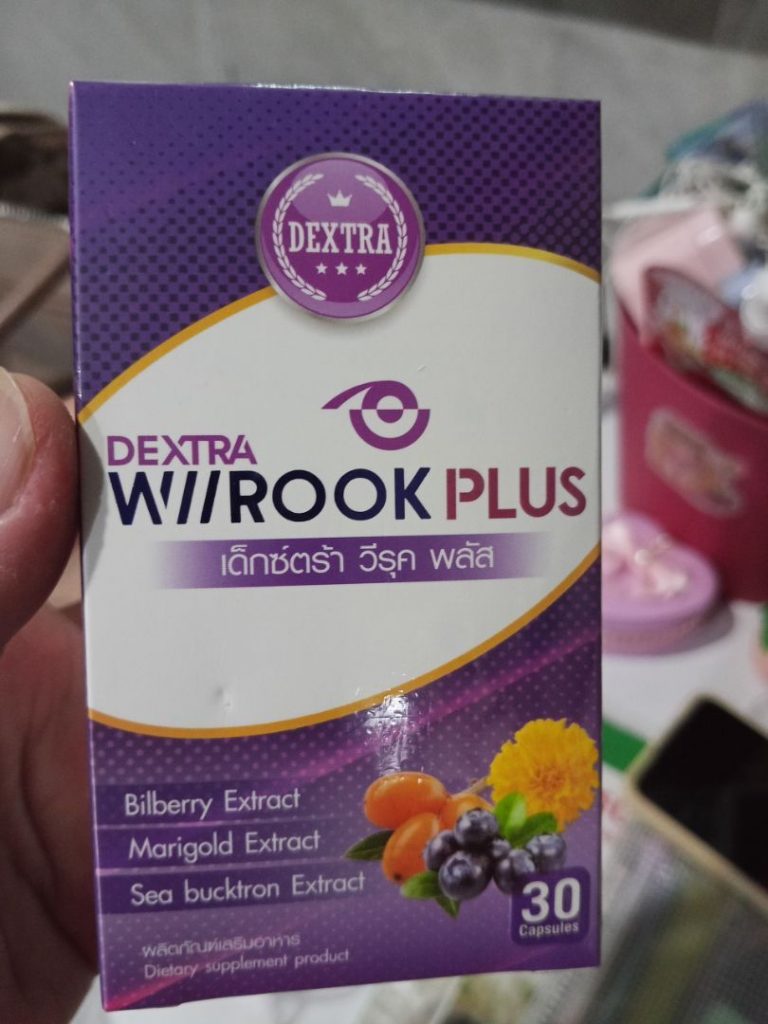 DEXTRA
DEXTRA
WIIROOK PLUS
เด็กซ์ตร้า วีรุค พลัส
Bilberry Extract
Marigold Extract
Sea bucktron Extract
30
Capsules
ผลิตภัณฑ์เสริมอาหาร
Dietary supplement product